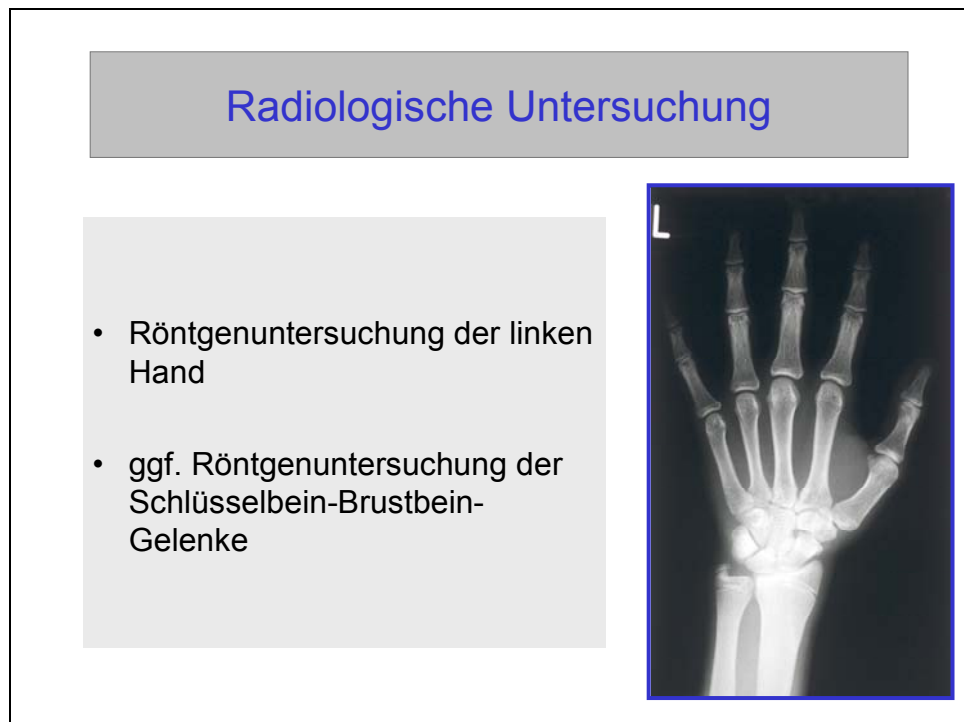 Radiologische Untersuchung
• Röntgenuntersuchung der linken
Hand
• ggf. Röntgenuntersuchung der
Schlüsselbein-Brustbein-
Gelenke
L